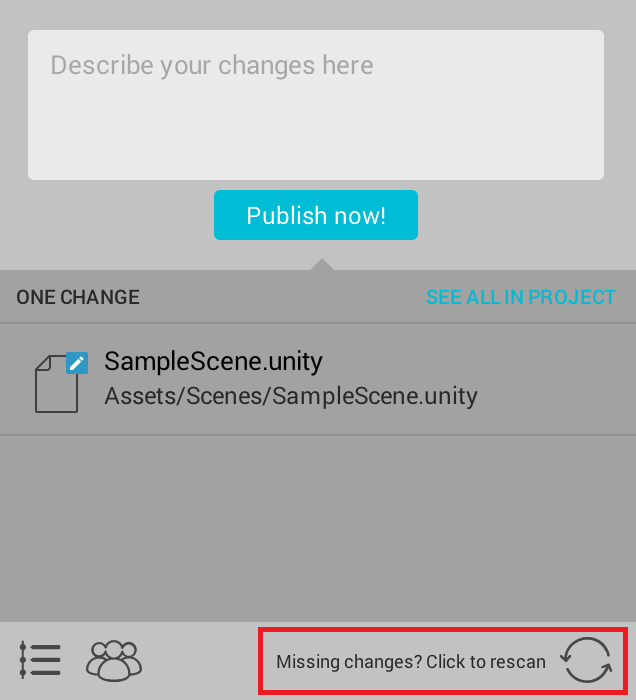 Describe your changes here
Publish now!
ONE CHANGE
SEE ALL IN PROJECT
SampleScene.unity
Assets/Scenes/SampleScene.unity
Missing changes? Click to rescan